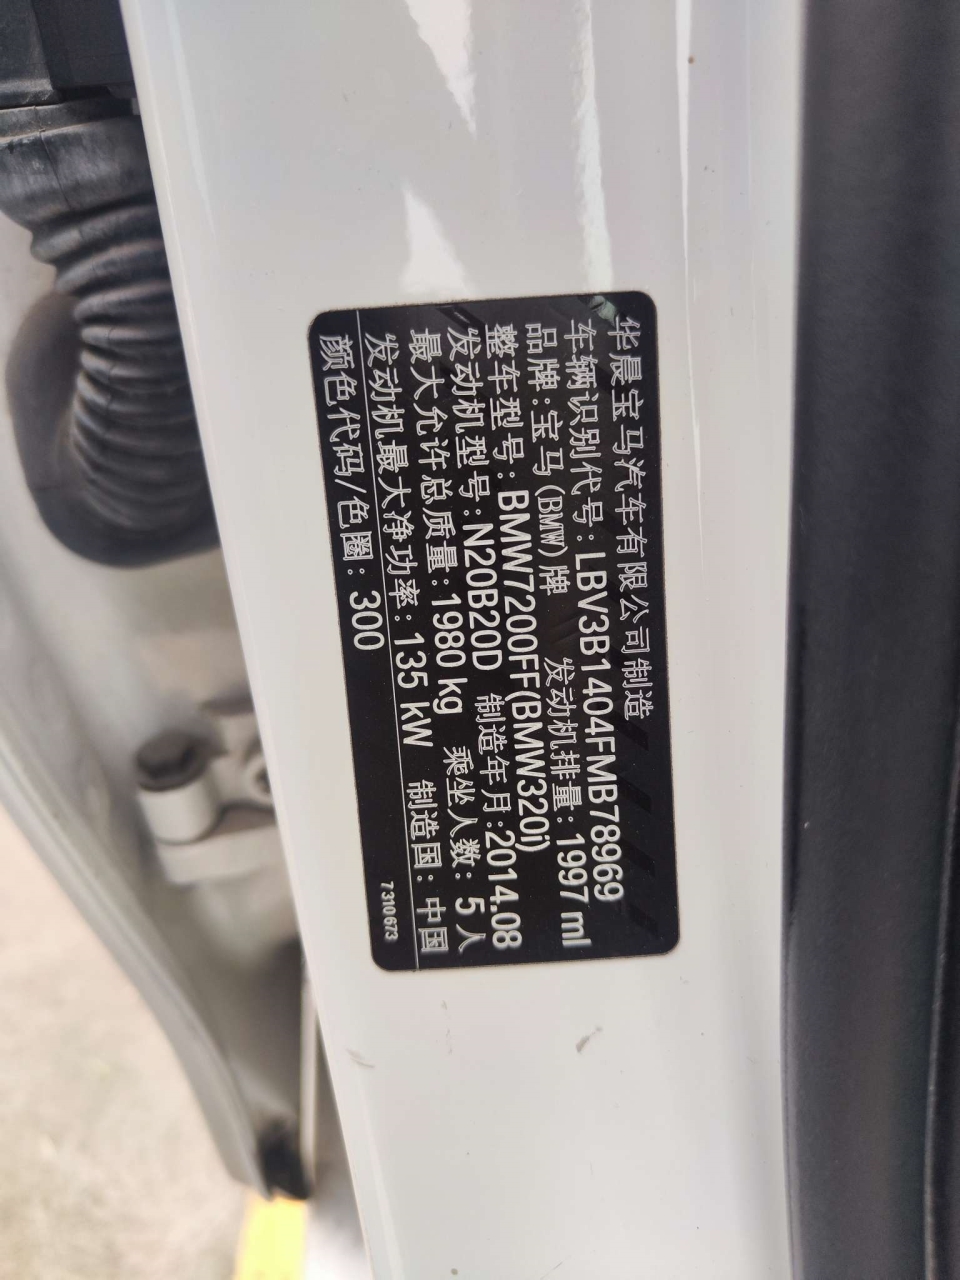 华晨宝马汽车有限公司制造
车辆识别代号:LBV3B1404FMB78969
品牌:宝马(BMW)牌 发动机排量:1997 ml
整车型号:BMW7200FF(BMW320i)
发动机型号:N20B20D 制造年月:2014.08
最大允许总质量:1980 kg 乘坐人数:5人
发动机最大净功率:135 kW 制造国:中国
颜色代码/色圈:300
7310673